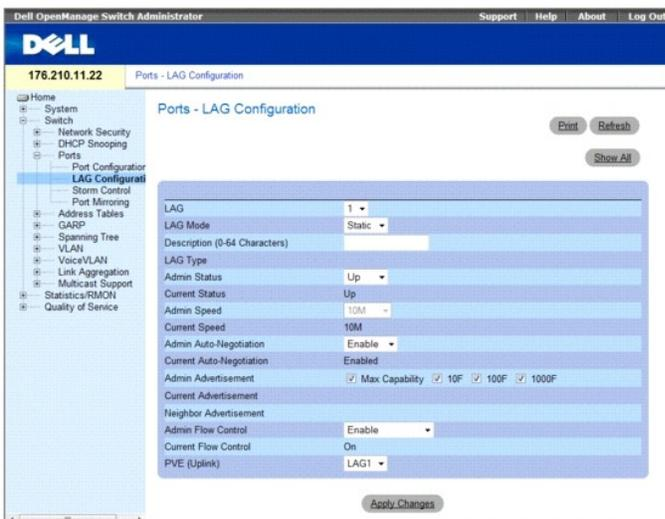 Dell OpenManage Switch Administrator Support Help About Log Out
DELL
176.210.11.22 Ports - LAG Configuration
Home
System
Switch
Network Security
DHCP Snooping
Ports
Port Configuration
LAG Configurati
Storm Control
Port Mirroring
Address Tables
GARP
Spanning Tree
VLAN
VoiceVLAN
Link Aggregation
Multicast Support
Statistics/RMON
Quality of Service
Ports - LAG Configuration
Print Refresh
Show All
LAG 1
LAG Mode Static
Description (0-64 Characters)
LAG Type
Admin Status Up
Current Status Up
Admin Speed 10M
Current Speed 10M
Admin Auto-Negotiation Enable
Current Auto-Negotiation Enabled
Admin Advertisement Max Capability 10F 100F 1000F
Current Advertisement
Neighbor Advertisement
Admin Flow Control Enable
Current Flow Control On
PVE (Uplink) LAG1
Apply Changes